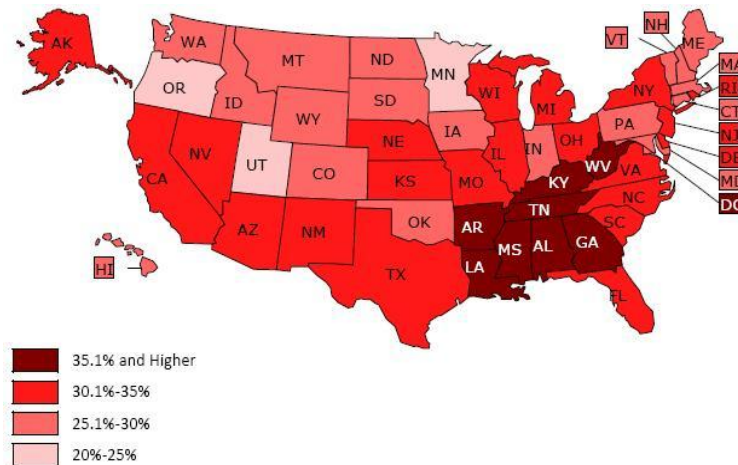 AK
WA
MT
ND
MN
VT
NH
ME
OR
ID
SD
WI
MI
NY
MA
RI
WY
IA
PA
CT
NE
IL
IN
OH
NJ
NV
UT
CO
KS
MO
KY
WV
VA
DE
MD
DC
CA
AZ
NM
OK
AR
TN
NC
SC
TX
LA
MS
AL
GA
FL
HI
35.1% and Higher
30.1%-35%
25.1%-30%
20%-25%